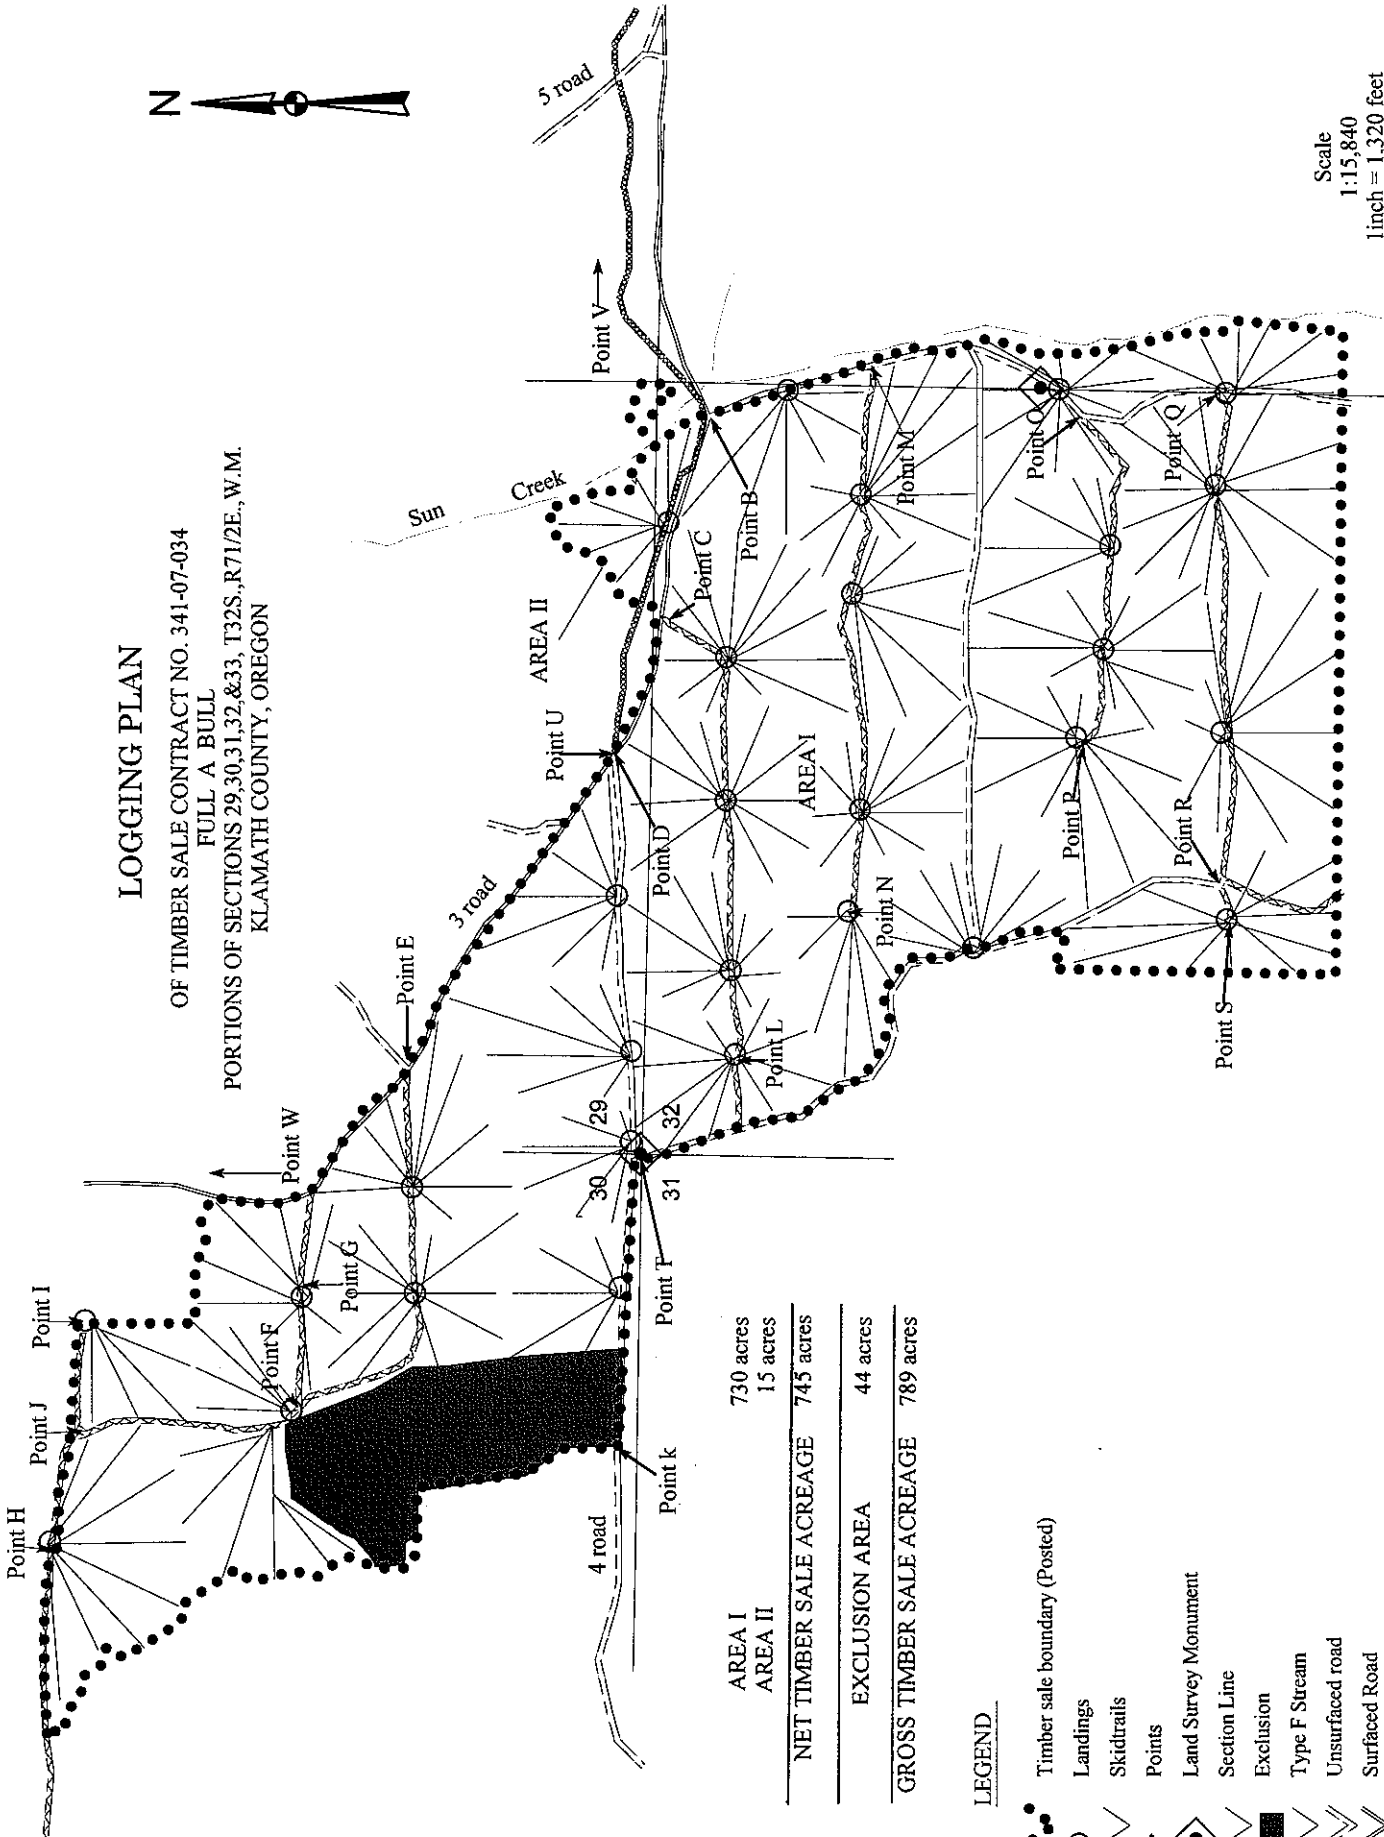 LOGGING PLAN
OF TIMBER SALE CONTRACT NO. 341-07-034
FULL A BULL
PORTIONS OF SECTIONS 29,30,31,32,&33, T32S.,R71/2E., W.M.
KLAMATH COUNTY, OREGON
N
5 road
Point V
Sun
Creek
AREA II
Point U
Point C
Point B
Point D
3 road
Point E
Point W
Point I
Point J
Point H
Point G
Point F
Point k
4 road
Point T
30
29
31
32
Point L
AREA I
Point M
Point N
Point O
Point P
Point Q
Point R
Point S
AREA I 730 acres
AREA II 15 acres
NET TIMBER SALE ACREAGE 745 acres
EXCLUSION AREA 44 acres
GROSS TIMBER SALE ACREAGE 789 acres
LEGEND
Timber sale boundary (Posted)
Landings
Skidtrails
Points
Land Survey Monument
Section Line
Exclusion
Type F Stream
Unsurfaced road
Surfaced Road
Scale
1:15,840
1inch = 1,320 feet